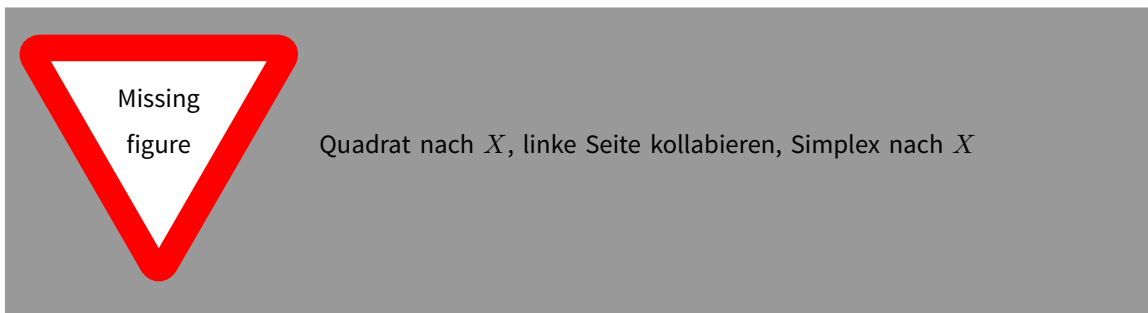 Missing
figure
Quadrat nach X, linke Seite kollabieren, Simplex nach X